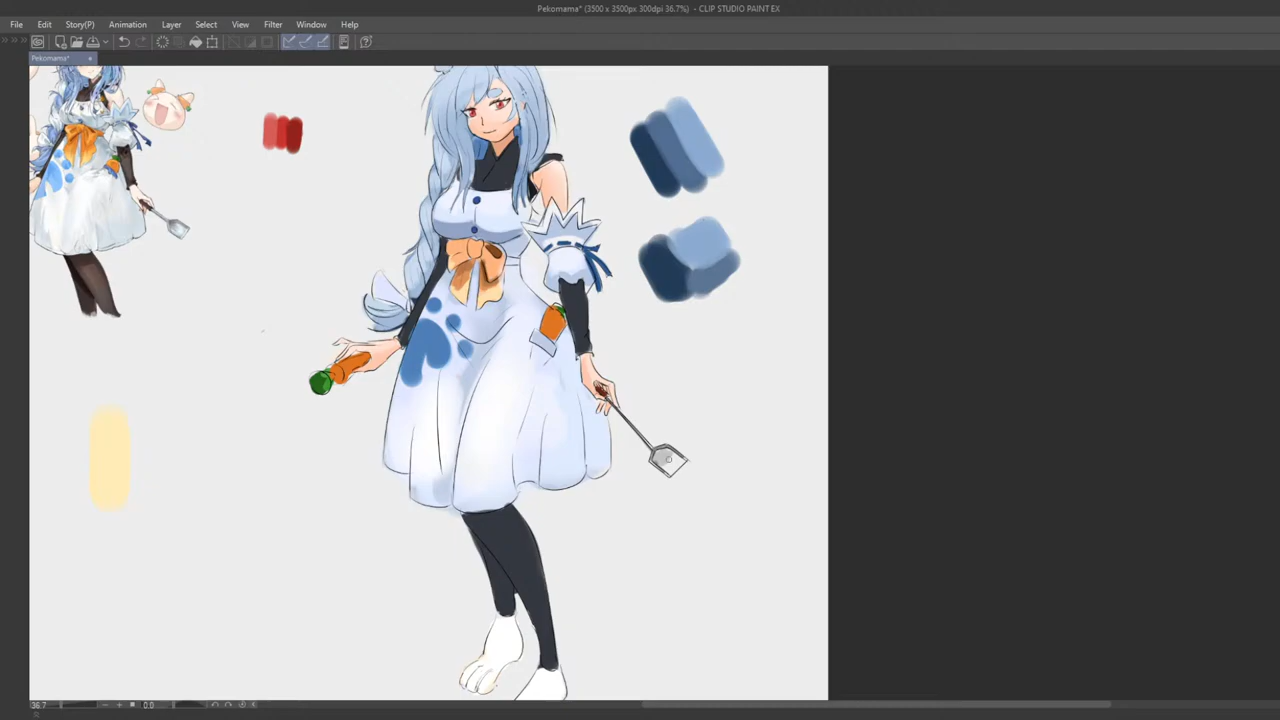 Pekomama* (3500 x 3500px 300dpi 36.7%) - CLIP STUDIO PAINT EX
File Edit Story(P) Animation Layer Select View Filter Window Help
Pekomama*
36.7 0.0